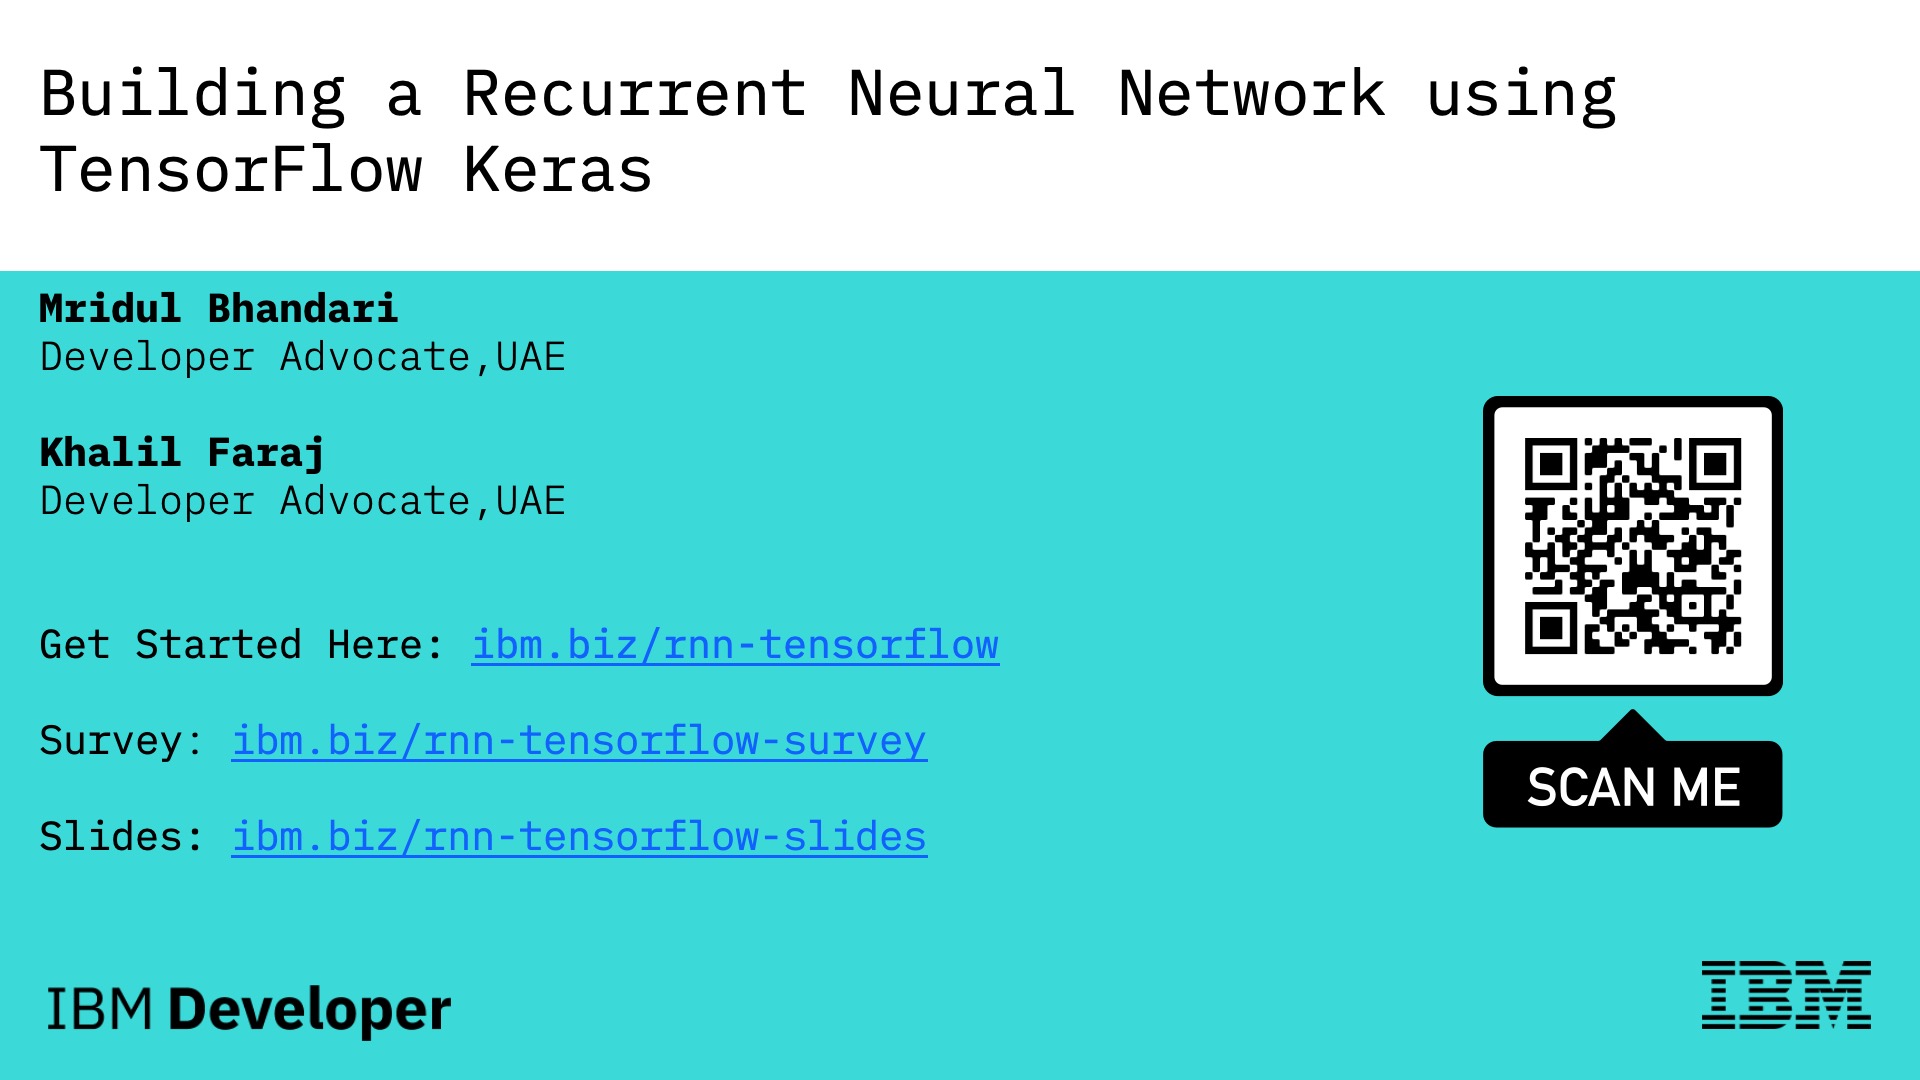 Building a Recurrent Neural Network using
TensorFlow Keras
Mridul Bhandari
Developer Advocate,UAE
Khalil Faraj
Developer Advocate,UAE
Get Started Here: ibm.biz/rnn-tensorflow
Survey: ibm.biz/rnn-tensorflow-survey
Slides: ibm.biz/rnn-tensorflow-slides
SCAN ME
IBM Developer
IBM